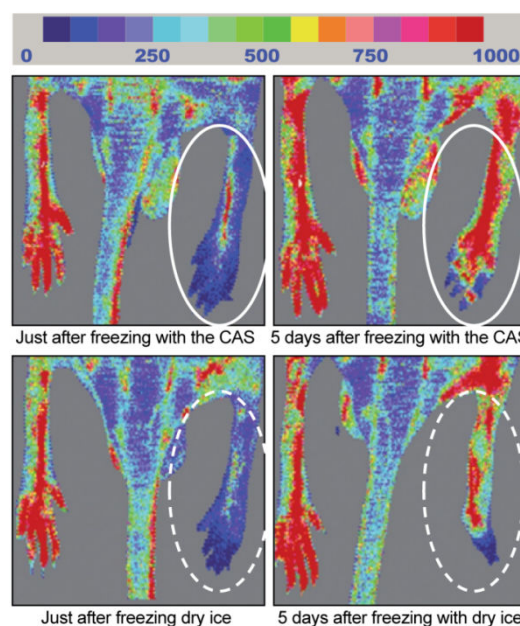 0 250 500 750 1000
Just after freezing with the CAS 5 days after freezing with the CAS
Just after freezing dry ice 5 days after freezing with dry ice